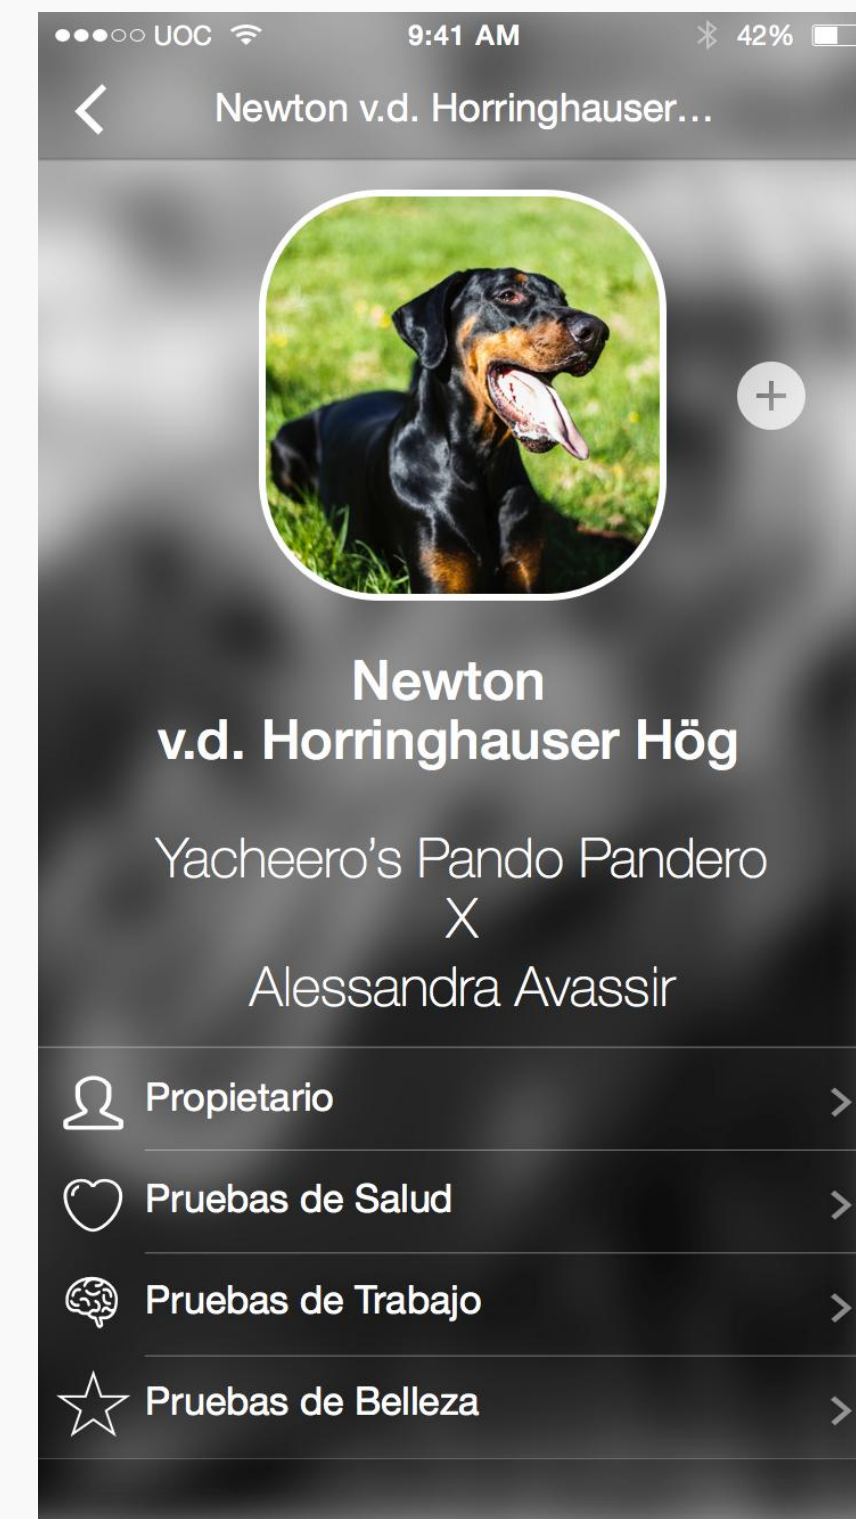 UOC 9:41 AM 42%
Newton v.d. Horringhauser...
Newton
v.d. Horringhauser Hög
Yacheero's Pando Pandero
X
Alessandra Avassir
Propietario
Pruebas de Salud
Pruebas de Trabajo
Pruebas de Belleza